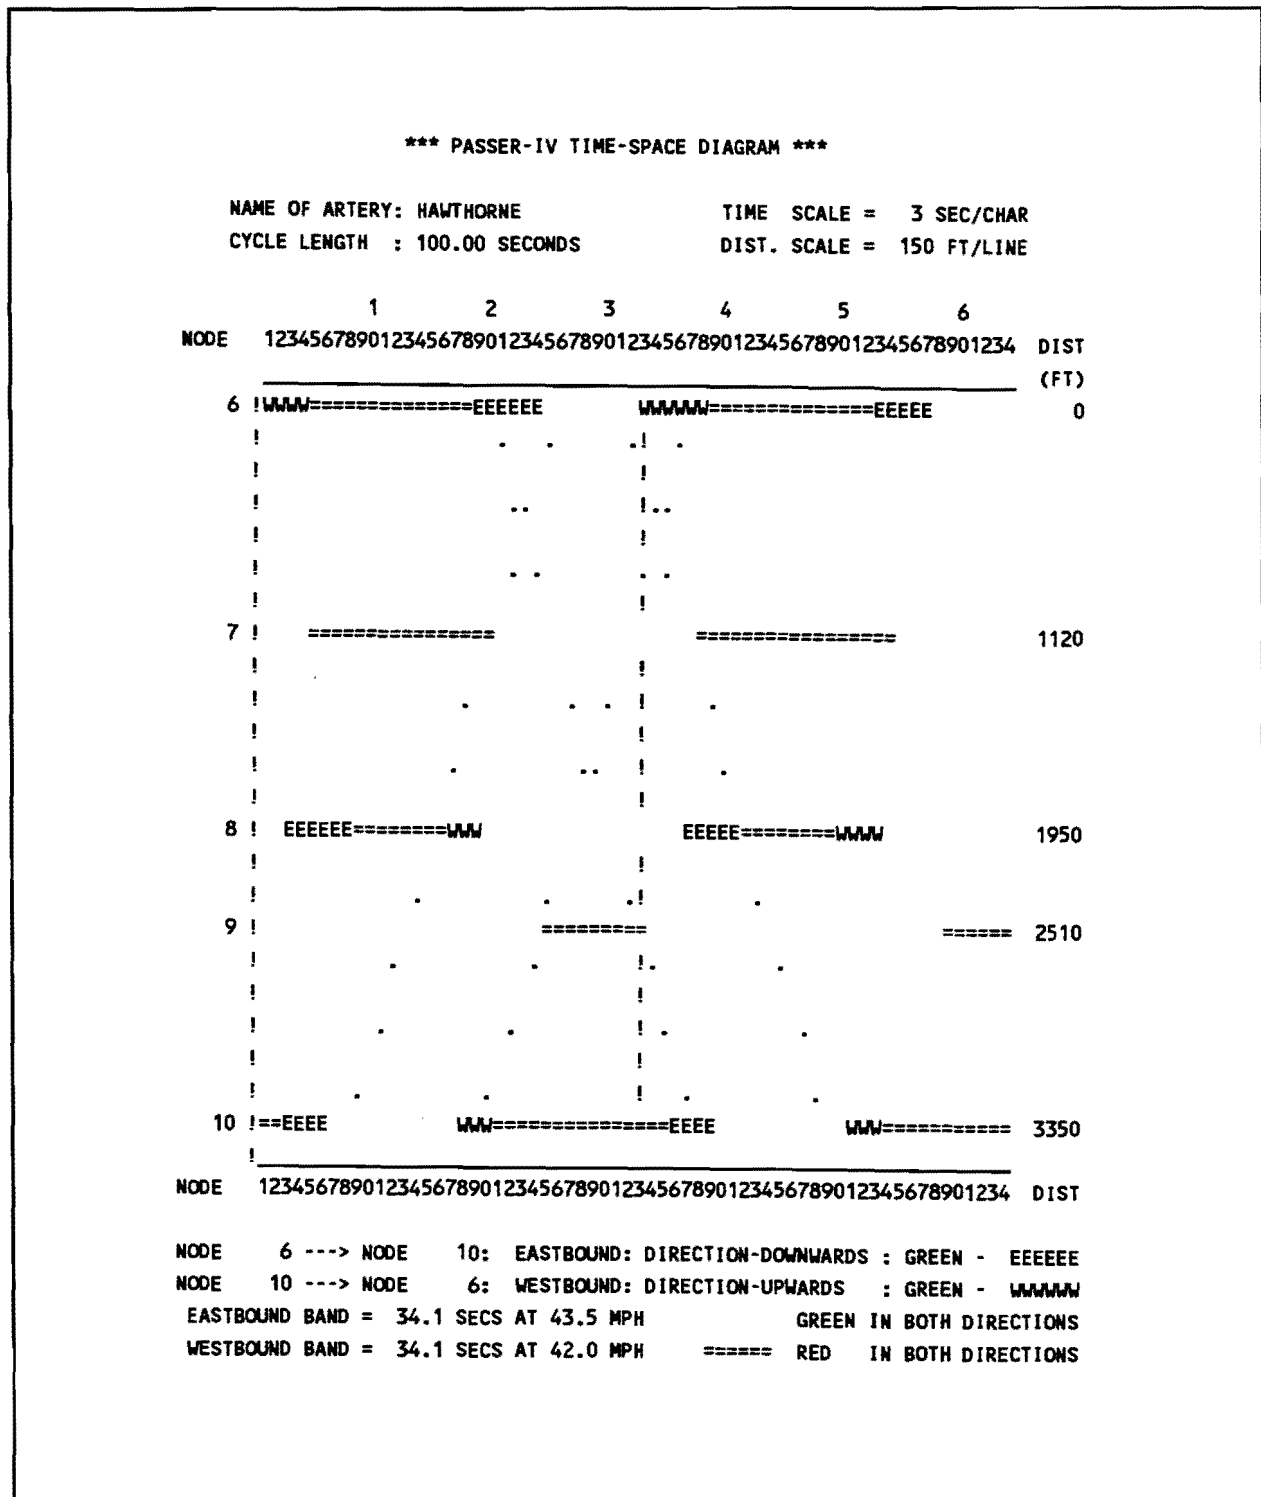 *** PASSER-IV TIME-SPACE DIAGRAM ***
NAME OF ARTERY: HAWTHORNE TIME SCALE = 3 SEC/CHAR
CYCLE LENGTH : 100.00 SECONDS DIST. SCALE = 150 FT/LINE
1 2 3 4 5 6
NODE 1234567890123456789012345678901234567890123456789012345678901234 DIST
(FT)
6 !WWWW==============EEEEEE WWWWWW==============EEEEE 0
! . . .! .
! !
! .. !..
! !
! . . . .
! !
7 ! ================ ================= 1120
! !
! . . . ! .
! !
! . .. ! .
! !
8 ! EEEEEE========WWW EEEEE========WWWW 1950
! !
! . . .! .
9 ! ========= ====== 2510
! . . !. .
! !
! . . ! . .
! !
! . . ! . .
10 !==EEEE WWW===============EEEE WWW=========== 3350
!
NODE 1234567890123456789012345678901234567890123456789012345678901234 DIST
NODE 6 ---> NODE 10: EASTBOUND: DIRECTION-DOWNWARDS : GREEN - EEEEEE
NODE 10 ---> NODE 6: WESTBOUND: DIRECTION-UPWARDS : GREEN - WWWWWW
EASTBOUND BAND = 34.1 SECS AT 43.5 MPH GREEN IN BOTH DIRECTIONS
WESTBOUND BAND = 34.1 SECS AT 42.0 MPH ====== RED IN BOTH DIRECTIONS